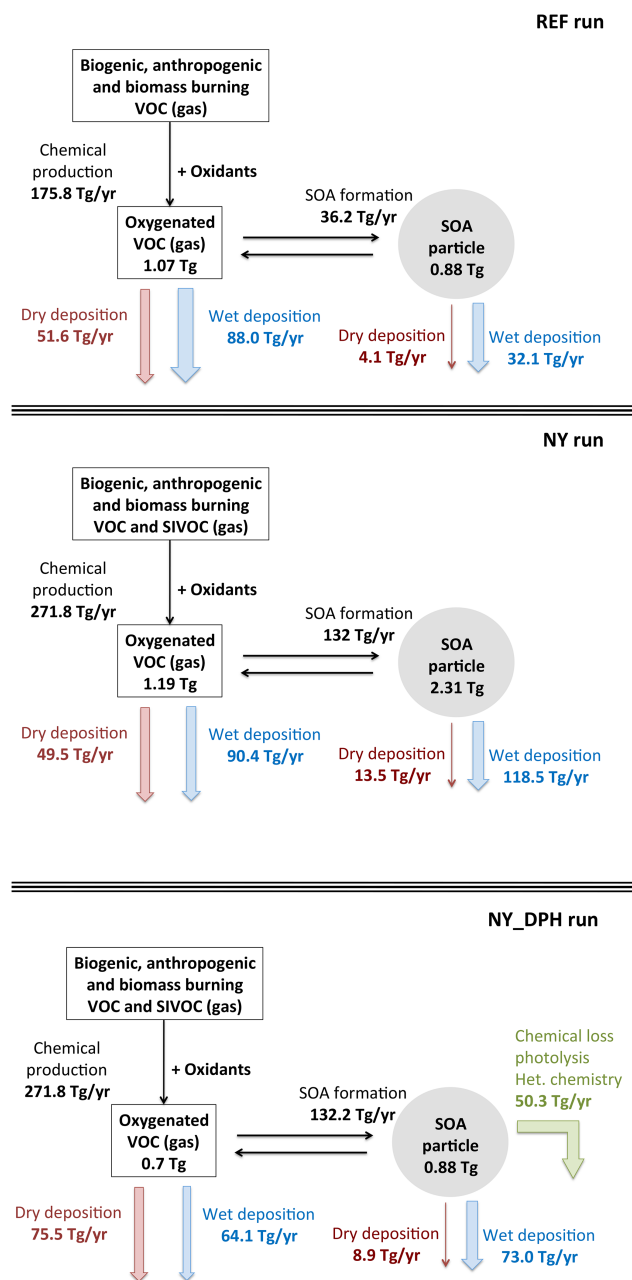 REF run
Biogenic, anthropogenic
and biomass burning
VOC (gas)
Chemical
production
175.8 Tg/yr
+ Oxidants
SOA formation
36.2 Tg/yr
Oxygenated
VOC (gas)
1.07 Tg
SOA
particle
0.88 Tg
Dry deposition
51.6 Tg/yr
Wet deposition
88.0 Tg/yr
Dry deposition
4.1 Tg/yr
Wet deposition
32.1 Tg/yr
NY run
Biogenic, anthropogenic
and biomass burning
VOC and SIVOC (gas)
Chemical
production
271.8 Tg/yr
+ Oxidants
SOA formation
132 Tg/yr
Oxygenated
VOC (gas)
1.19 Tg
SOA
particle
2.31 Tg
Dry deposition
49.5 Tg/yr
Wet deposition
90.4 Tg/yr
Dry deposition
13.5 Tg/yr
Wet deposition
118.5 Tg/yr
NY_DPH run
Biogenic, anthropogenic
and biomass burning
VOC and SIVOC (gas)
Chemical
production
271.8 Tg/yr
+ Oxidants
SOA formation
132.2 Tg/yr
Chemical loss
photolysis
Het. chemistry
50.3 Tg/yr
Oxygenated
VOC (gas)
0.7 Tg
SOA
particle
0.88 Tg
Dry deposition
75.5 Tg/yr
Wet deposition
64.1 Tg/yr
Dry deposition
8.9 Tg/yr
Wet deposition
73.0 Tg/yr